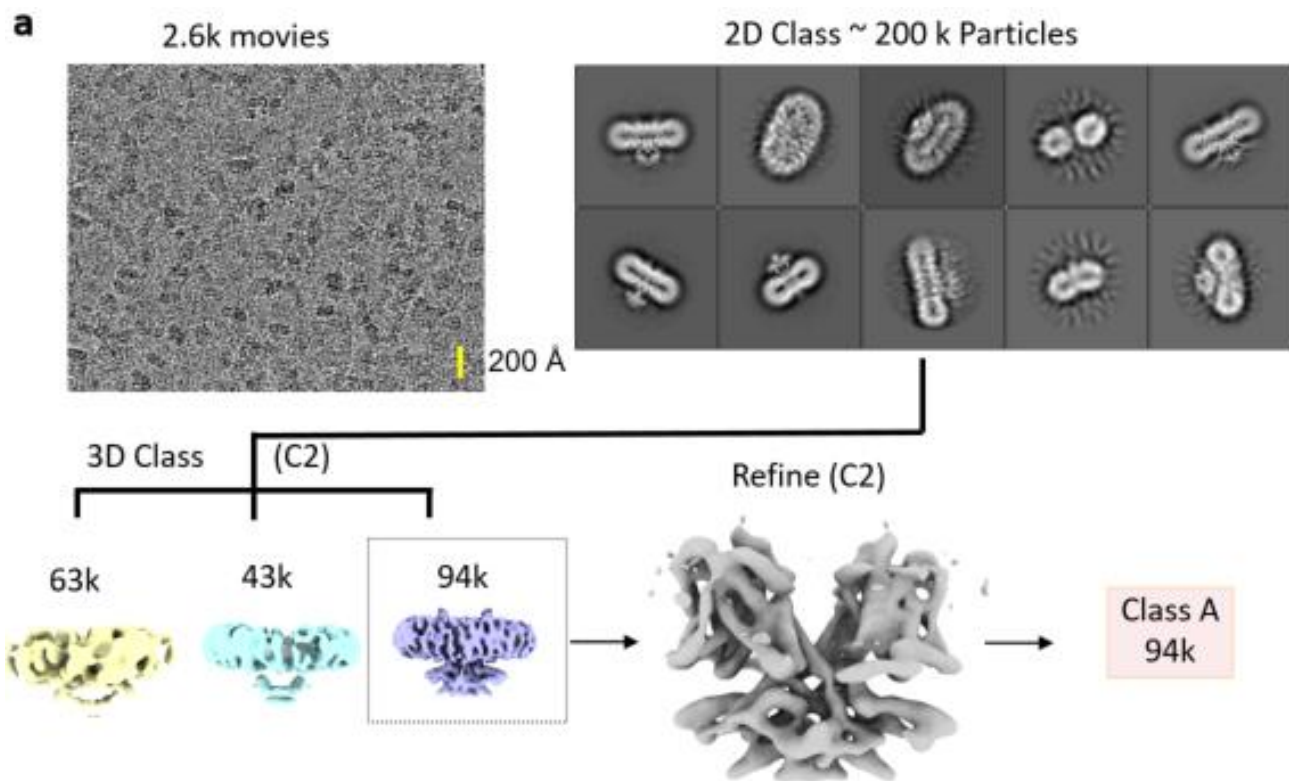 a
2.6k movies
2D Class ~ 200 k Particles
200 Å
3D Class (C2)
Refine (C2)
63k
43k
94k
Class A
94k